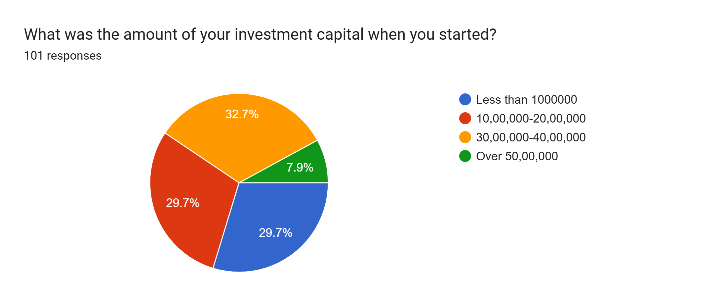 What was the amount of your investment capital when you started?
101 responses
32.7%
7.9%
29.7%
29.7%
Less than 1000000
10,00,000-20,00,000
30,00,000-40,00,000
Over 50,00,000